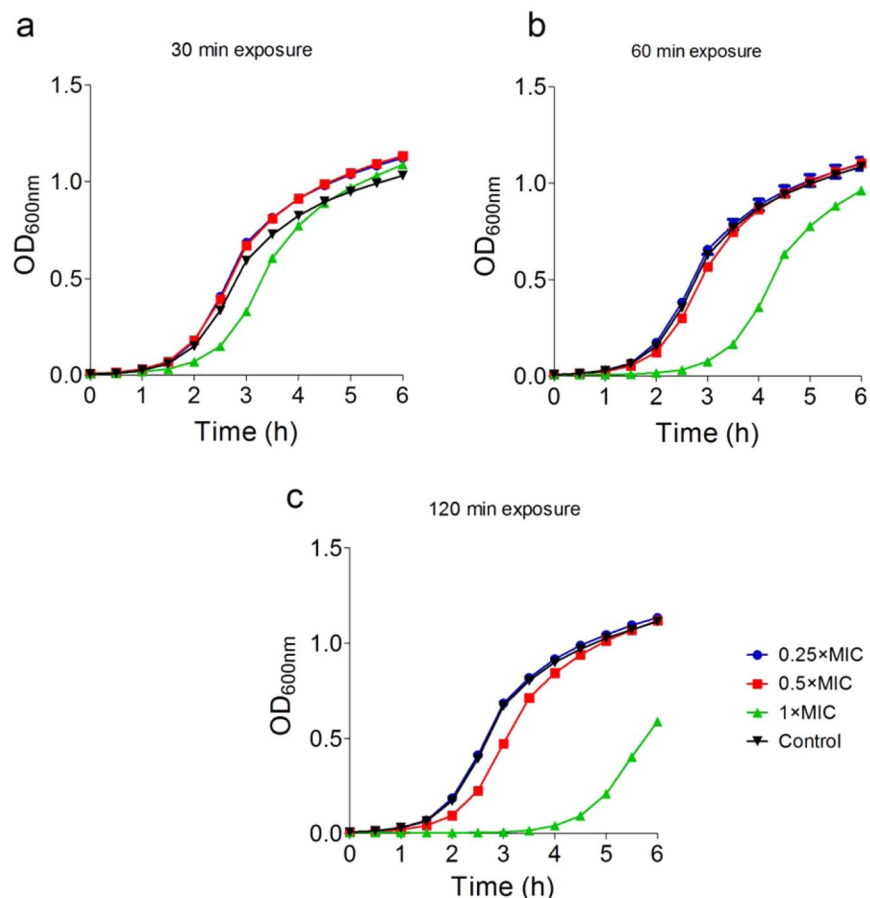 a
30 min exposure
1.5
1.0
0.5
0.0
OD600nm
0 1 2 3 4 5 6
Time (h)
b
60 min exposure
1.5
1.0
0.5
0.0
OD600nm
0 1 2 3 4 5 6
Time (h)
c
120 min exposure
1.5
1.0
0.5
0.0
OD600nm
0 1 2 3 4 5 6
Time (h)
0.25×MIC
0.5×MIC
1×MIC
Control